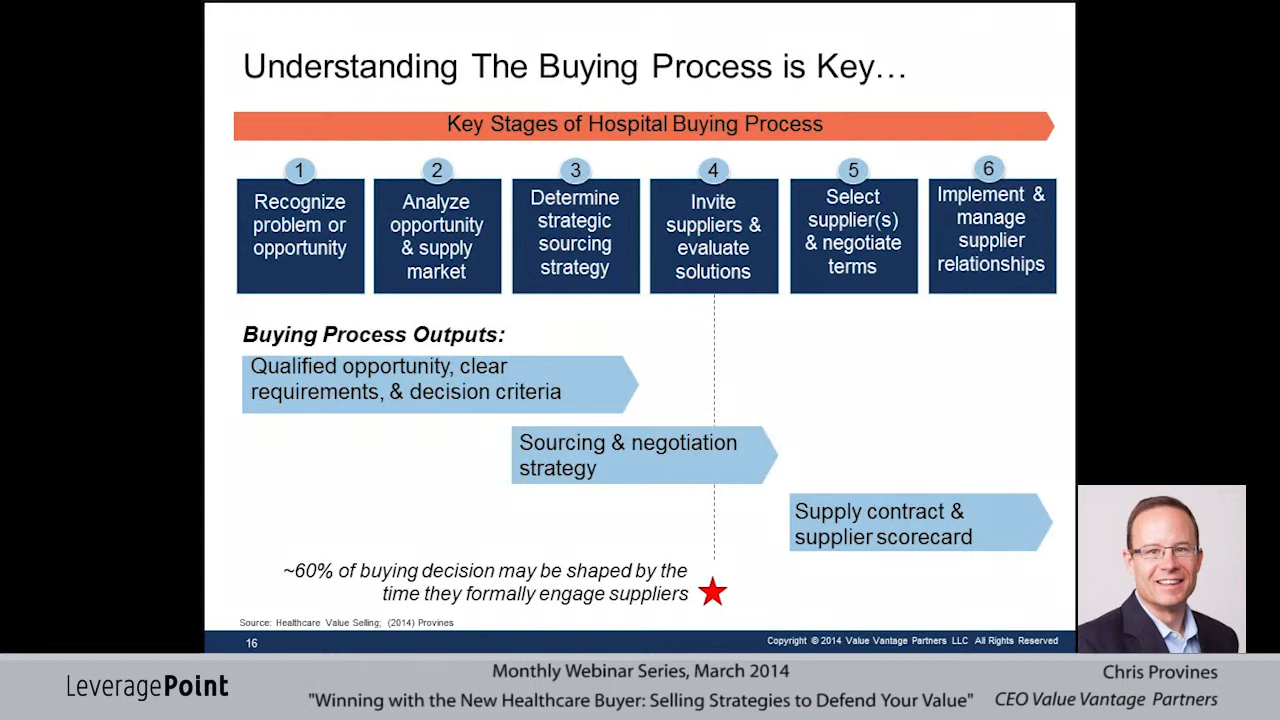 Understanding The Buying Process is Key…
Key Stages of Hospital Buying Process
1
Recognize
problem or
opportunity
2
Analyze
opportunity
& supply
market
3
Determine
strategic
sourcing
strategy
4
Invite
suppliers &
evaluate
solutions
5
Select
supplier(s)
& negotiate
terms
6
Implement &
manage
supplier
relationships
Buying Process Outputs:
Qualified opportunity, clear
requirements, & decision criteria
Sourcing & negotiation
strategy
Supply contract &
supplier scorecard
~60% of buying decision may be shaped by the
time they formally engage suppliers
Source: Healthcare Value Selling; (2014) Provines
16
Copyright © 2014 Value Vantage Partners LLC All Rights Reserved
LeveragePoint
Monthly Webinar Series, March 2014
"Winning with the New Healthcare Buyer: Selling Strategies to Defend Your Value"
Chris Provines
CEO Value Vantage Partners